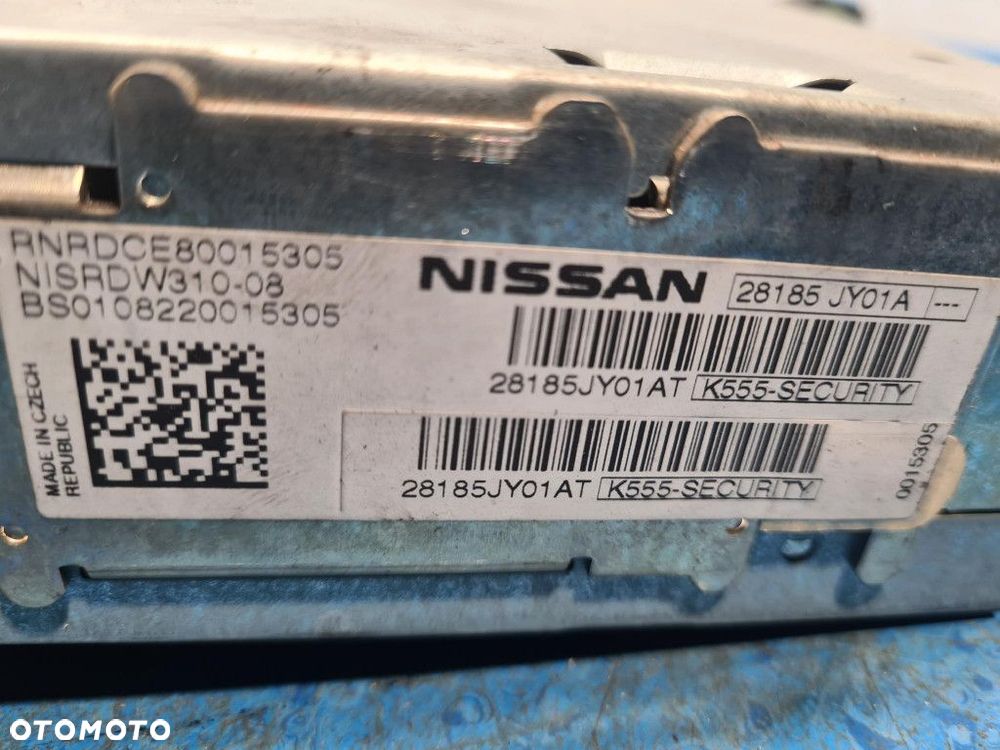 RNRDCE80015305
NISRDW310-08
BS0108220015305
MADE IN CZECH
REPUBLIC
NISSAN
28185 JY01A ---
28185JY01AT K555-SECURITY
28185JY01AT K555-SECURITY
0015305
OTOMOTO